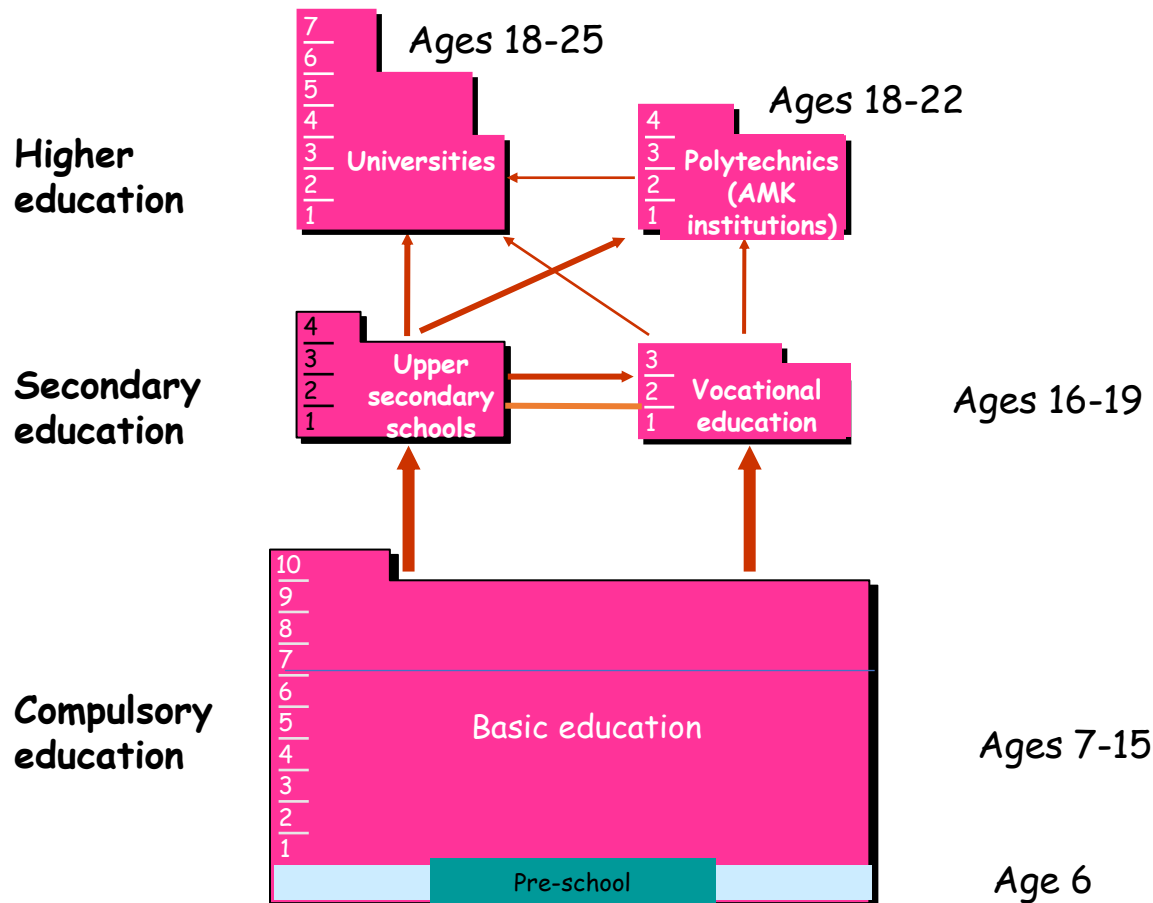 7
6
5
4
3
2
1
Ages 18-25
Universities
Higher
education
Ages 18-22
4
3
2
1
Polytechnics
(AMK
institutions)
4
3
2
1
Upper
secondary
schools
Secondary
education
3
2
1
Vocational
education
Ages 16-19
10
9
8
7
6
5
4
3
2
1
Compulsory
education
Basic education
Ages 7-15
Pre-school
Age 6